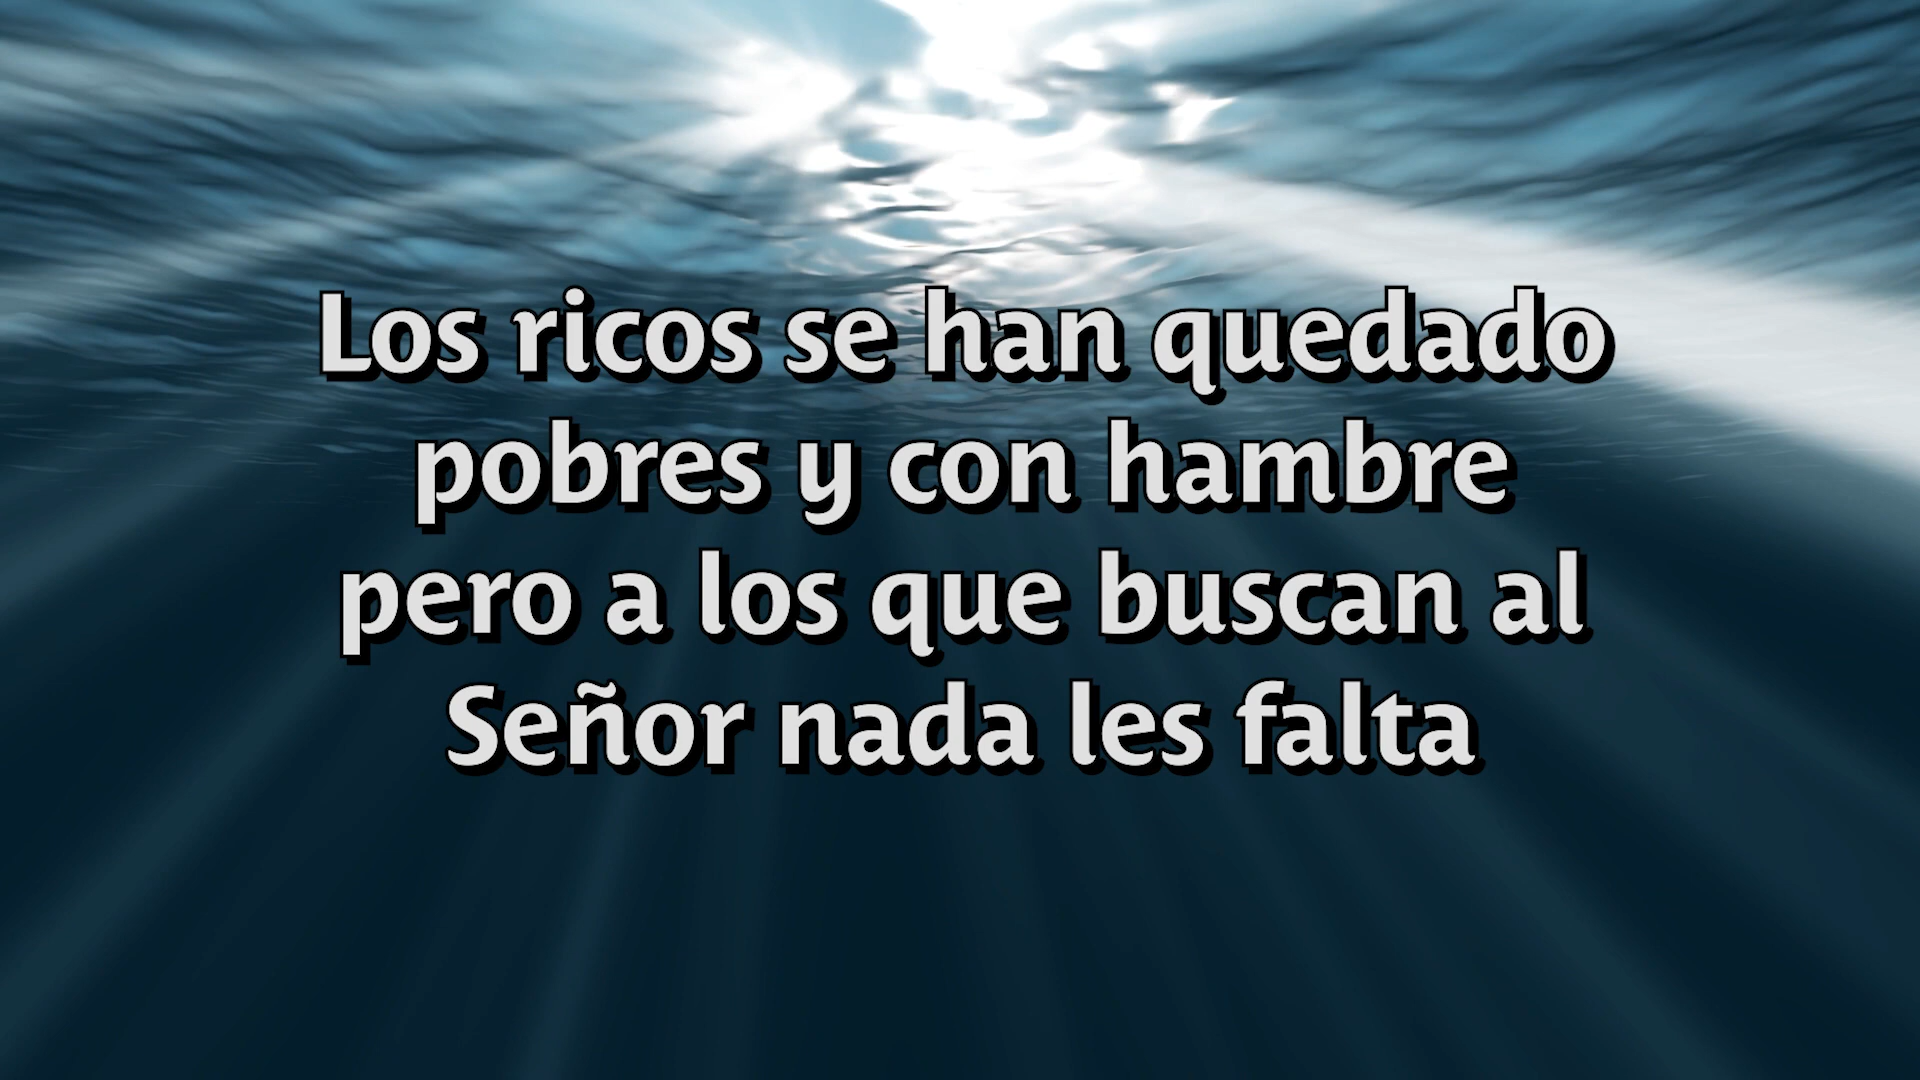 Los ricos se han quedado
pobres y con hambre
pero a los que buscan al
Señor nada les falta